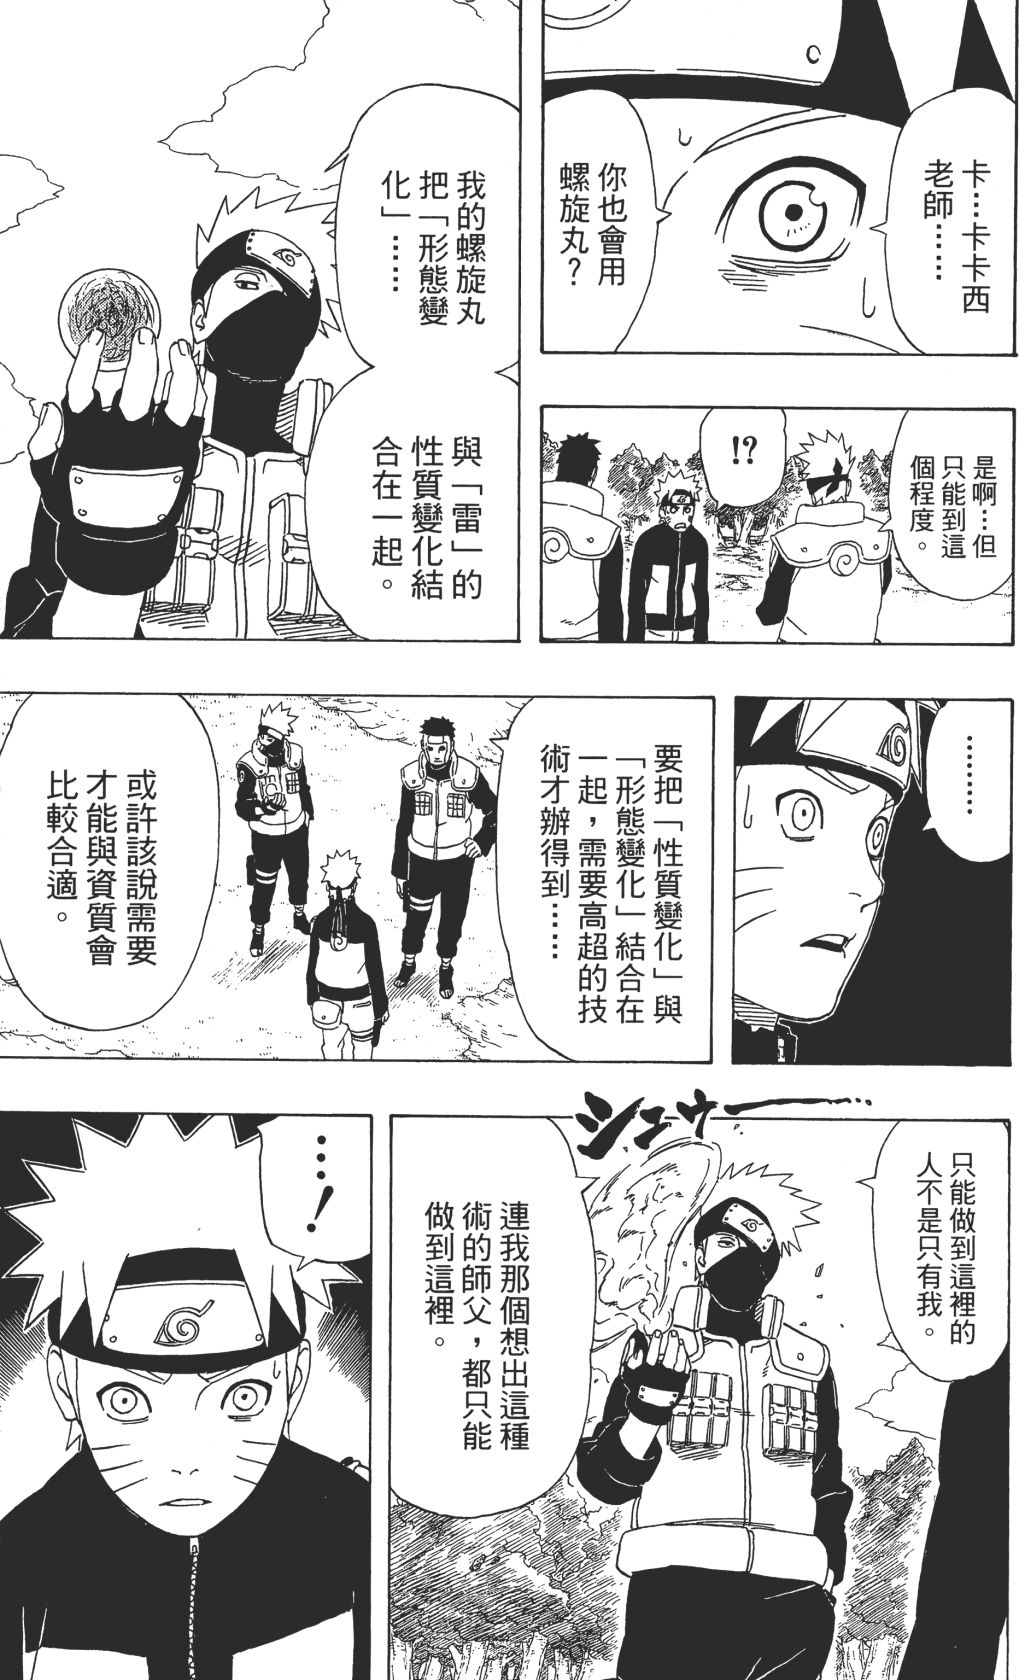 卡⋯卡卡西
老師⋯⋯
你也會用
螺旋丸？
是啊⋯但
只能到這
個程度。
!?
我的螺旋丸
把「形態變
化」⋯⋯
與「雷」的
性質變化結
合在一起。
⋯⋯⋯
要把「性質變化」與
「形態變化」結合在
一起，需要高超的技
術才辦得到⋯⋯
或許該說需要
才能與資質會
比較合適。
只能做到這裡的
人不是只有我。
シュゥー
連我那個想出這種
術的師父，都只能
做到這裡。
⋯⋯！